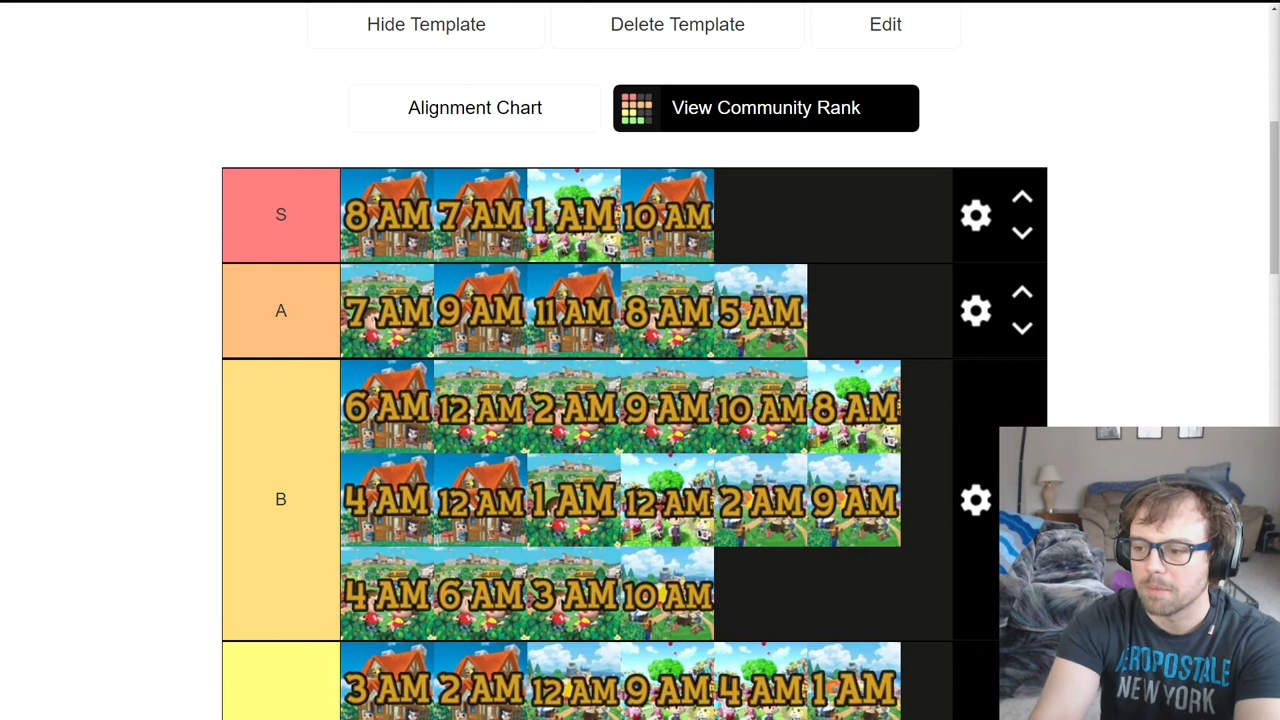 Hide Template Delete Template Edit
Alignment Chart View Community Rank
S 8 AM 7 AM 1 AM 10 AM
A 7 AM 9 AM 11 AM 8 AM 5 AM
6 AM 12 AM 2 AM 9 AM 10 AM 8 AM
B 4 AM 12 AM 1 AM 12 AM 2 AM 9 AM
4 AM 6 AM 3 AM 10 AM
3 AM 2 AM 12 AM 9 AM 4 AM 1 AM
AEROPOSTALE
NEW YORK